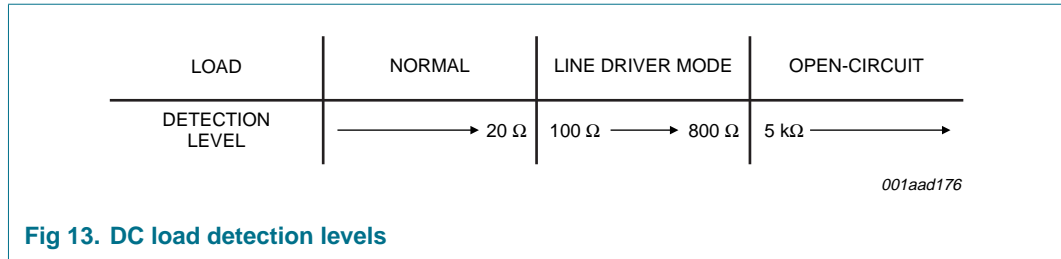 LOAD NORMAL LINE DRIVER MODE OPEN-CIRCUIT
DETECTION LEVEL 20 Ω 100 Ω 800 Ω 5 kΩ
001aad176
Fig 13. DC load detection levels